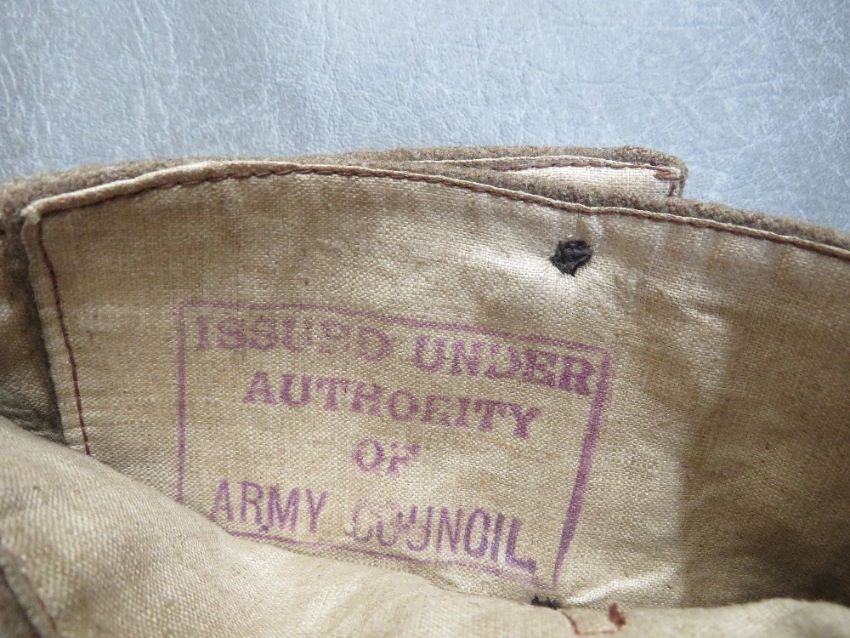 ISSUED UNDER
AUTHORITY
OF
ARMY COUNCIL